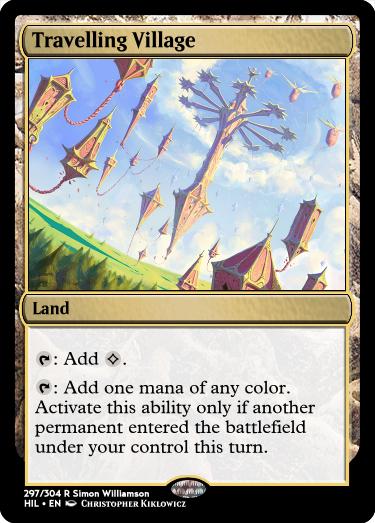 Travelling Village
Land
: Add .
: Add one mana of any color.
Activate this ability only if another
permanent entered the battlefield
under your control this turn.
297/304 R Simon Williamson
HIL • EN Christopher Kiklowicz